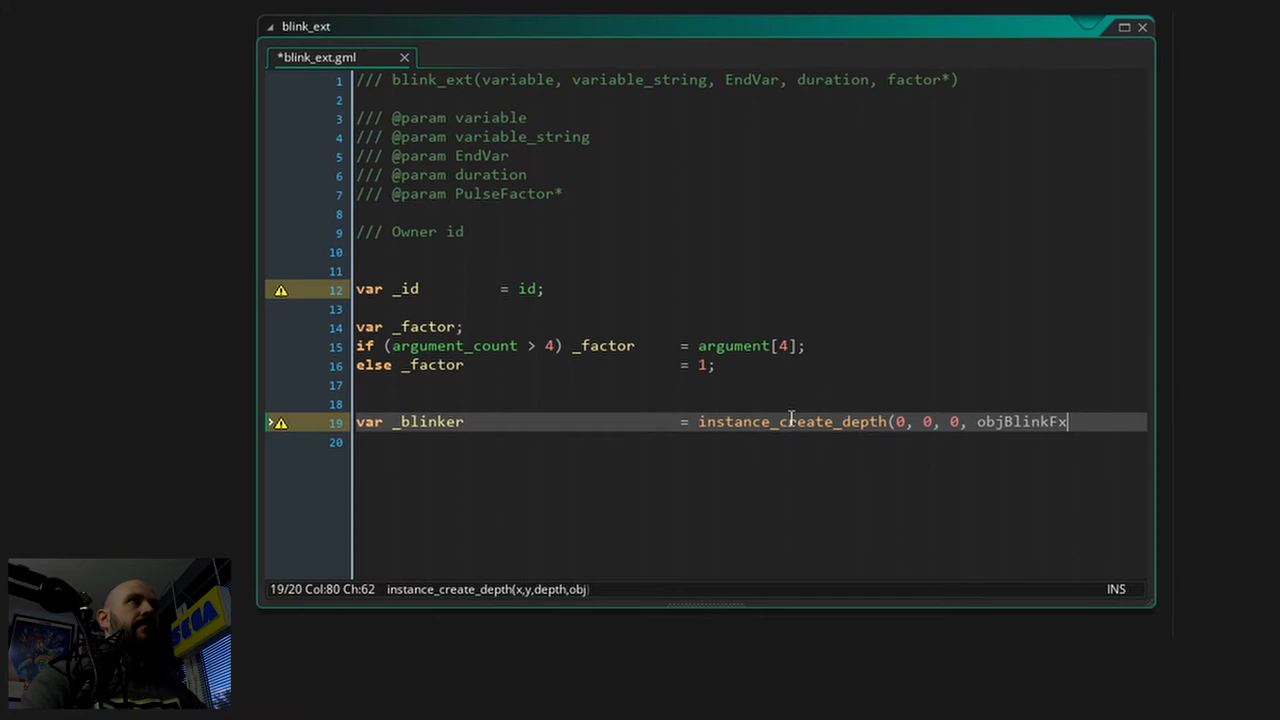 blink_ext
*blink_ext.gml
1 /// blink_ext(variable, variable_string, EndVar, duration, factor*)
2
3 /// @param variable
4 /// @param variable_string
5 /// @param EndVar
6 /// @param duration
7 /// @param PulseFactor*
8
9 /// Owner id
10
11
12 var _id = id;
13
14 var _factor;
15 if (argument_count > 4) _factor = argument[4];
16 else _factor = 1;
17
18
19 var _blinker = instance_create_depth(0, 0, 0, objBlinkFx
20
19/20 Col:80 Ch:62 instance_create_depth(x,y,depth,obj) INS
SEGA